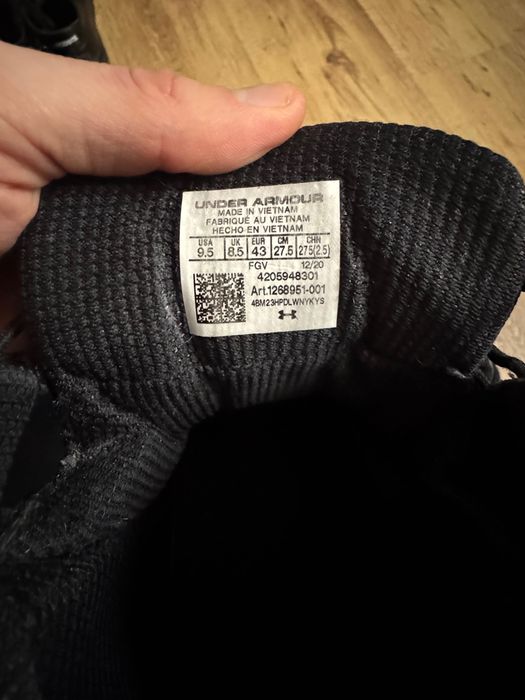 UNDER ARMOUR
MADE IN VIETNAM
FABRIQUÉ AU VIETNAM
HECHO EN VIETNAM
USA UK EUR CM CHN
9.5 8.5 43 27.5 275(2.5)
FGV 12/20
4205948301
Art.1268951-001
4BM23HPDLWNYKYS